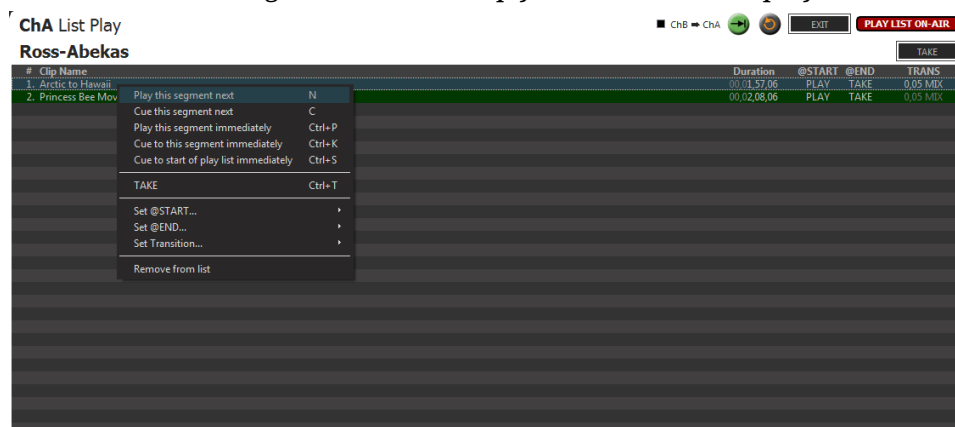 ChA List Play ChB ➡ ChA EXIT PLAY LIST ON-AIR
Ross-Abekas TAKE
# Clip Name Duration @START @END TRANS
1. Arctic to Hawaii 00,01,57,06 PLAY TAKE 0,05 MIX
2. Princess Bee Mov 00,02,08,06 PLAY TAKE 0,05 MIX
Play this segment next N
Cue this segment next C
Play this segment immediately Ctrl+P
Cue to this segment immediately Ctrl+K
Cue to start of play list immediately Ctrl+S
TAKE Ctrl+T
Set @START...
Set @END...
Set Transition...
Remove from list